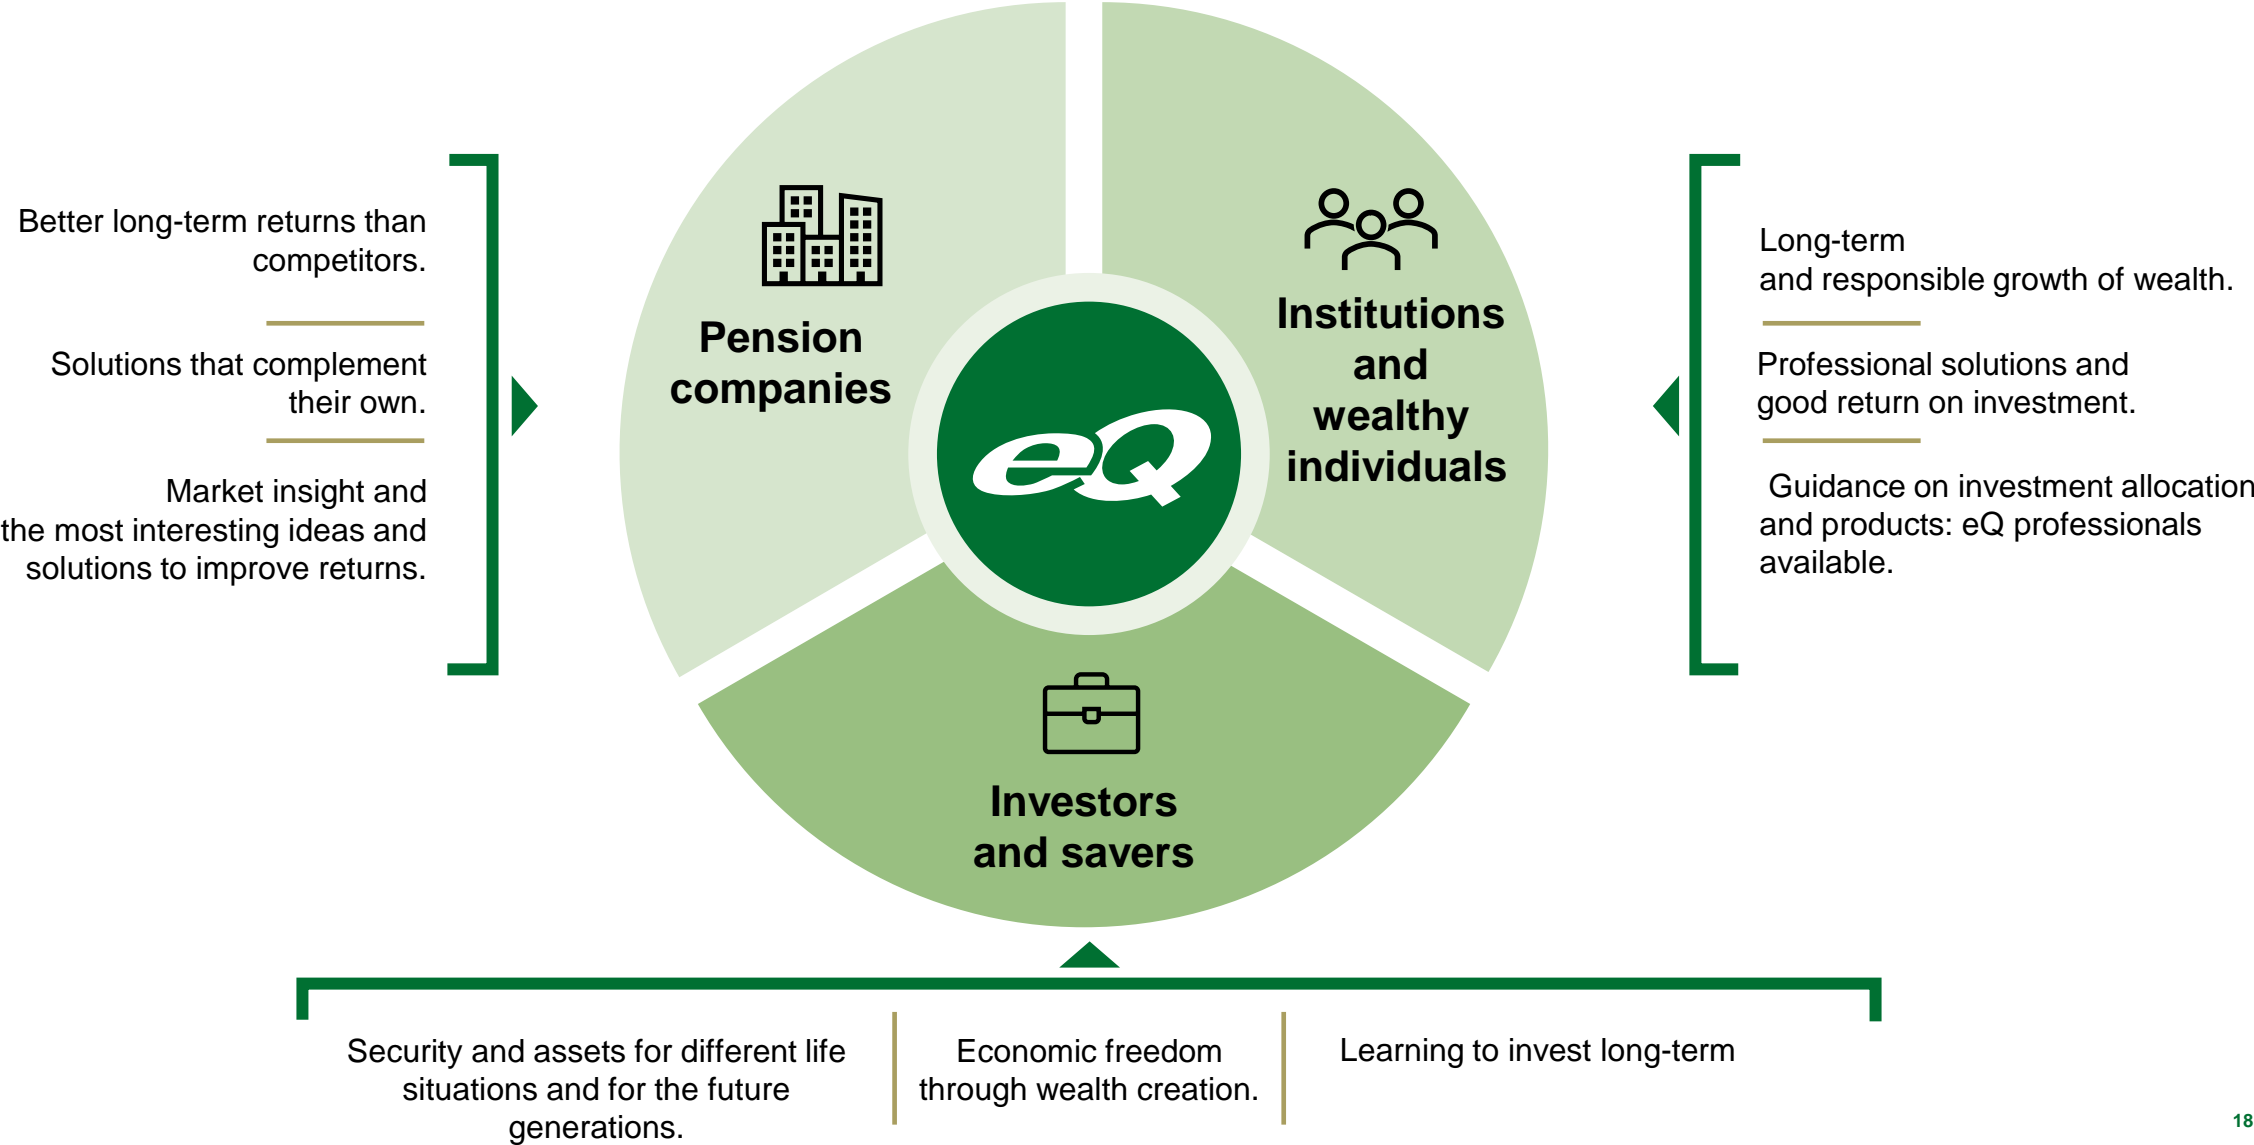 Better long-term returns than
competitors.
Solutions that complement
their own.
Market insight and
the most interesting ideas and
solutions to improve returns.
Pension
companies
Institutions
and
wealthy
individuals
eQ
Investors
and savers
Long-term
and responsible growth of wealth.
Professional solutions and
good return on investment.
Guidance on investment allocation
and products: eQ professionals
available.
Security and assets for different life
situations and for the future
generations.
Economic freedom
through wealth creation.
Learning to invest long-term
18